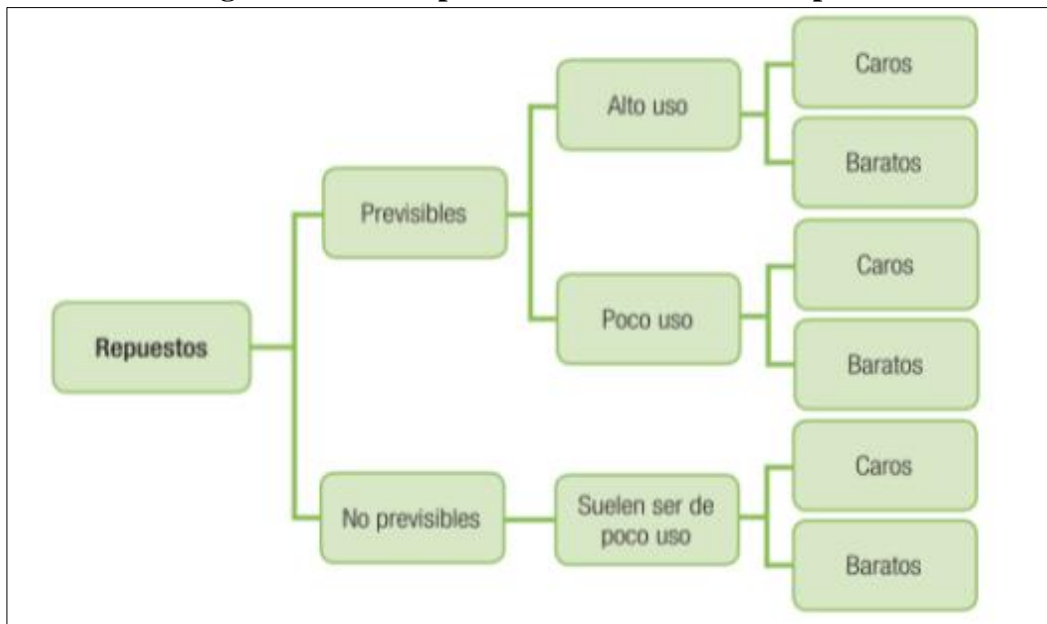 Caros
Alto uso
Baratos
Previsibles
Caros
Poco uso
Baratos
Repuestos
Caros
No previsibles
Suelen ser de
poco uso
Baratos